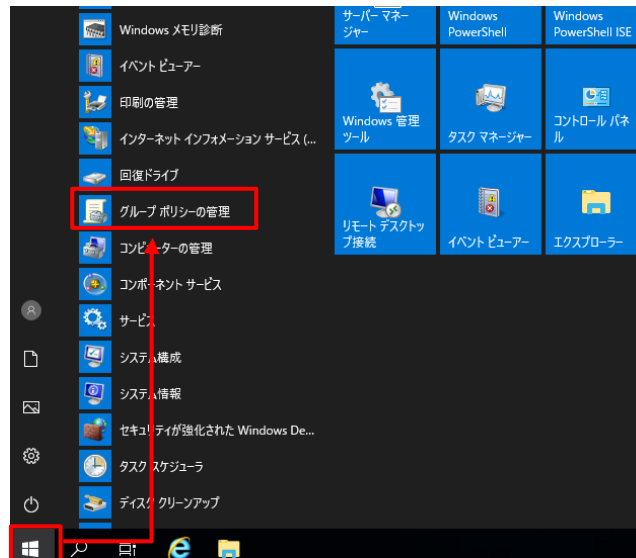 Windows メモリ診断
イベント ビューアー
印刷の管理
インターネット インフォメーション サービス (...
回復ドライブ
グループ ポリシーの管理
コンピューターの管理
コンポーネント サービス
サービス
システム構成
システム情報
セキュリティが強化された Windows De...
タスク スケジューラ
ディスク クリーンアップ
サーバー マネー
ジャー
Windows
PowerShell
Windows
PowerShell ISE
Windows 管理
ツール
タスク マネージャー
コントロール パネ
ル
リモート デスクトッ
プ接続
イベント ビューアー
エクスプローラー